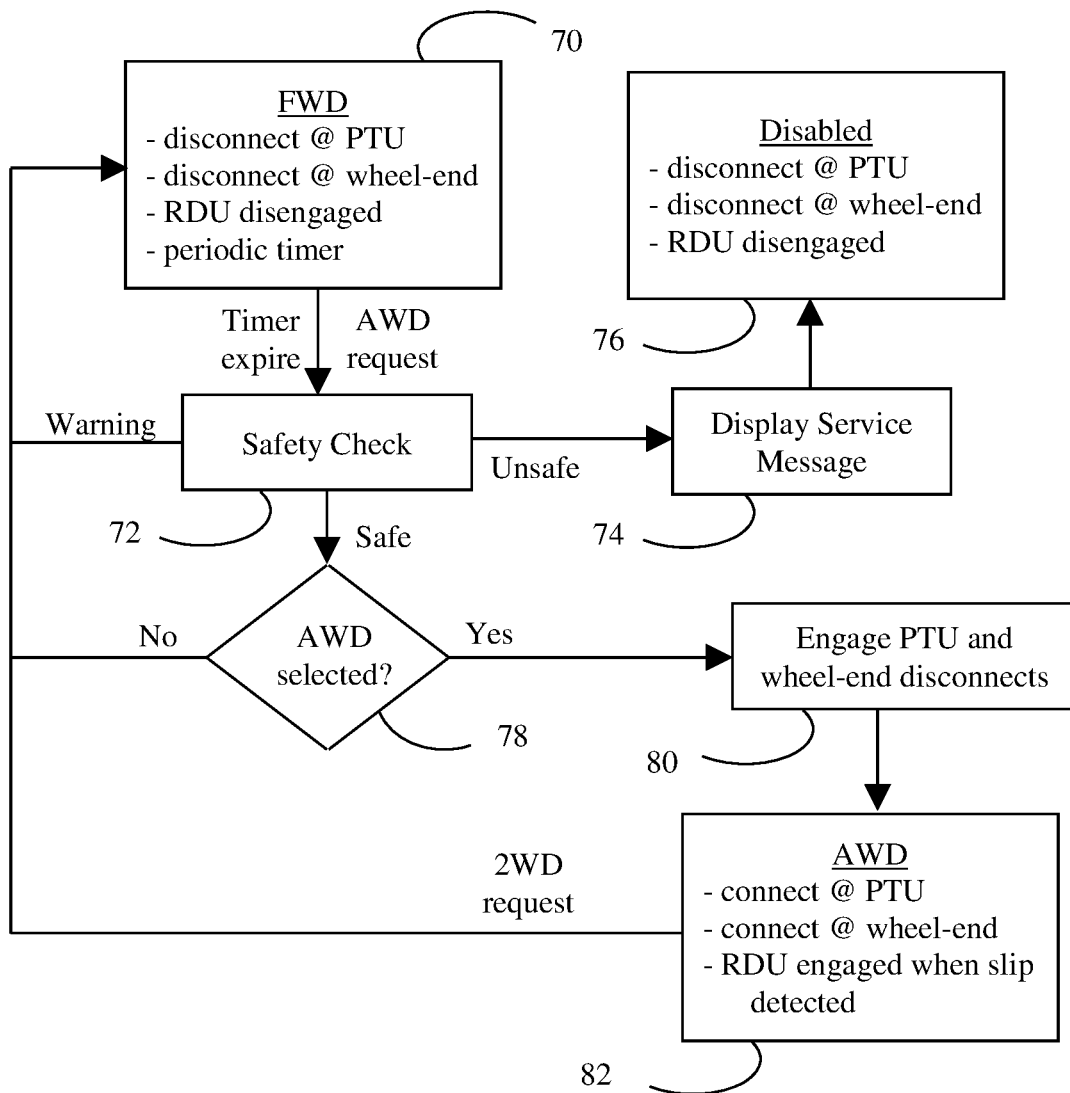 70
FWD
- disconnect @ PTU
- disconnect @ wheel-end
- RDU disengaged
- periodic timer
Disabled
- disconnect @ PTU
- disconnect @ wheel-end
- RDU disengaged
76
Timer
expire
AWD
request
Warning
Safety Check
Unsafe
Display Service
Message
72
74
Safe
No
AWD
selected?
Yes
Engage PTU and
wheel-end disconnects
78
80
2WD
request
AWD
- connect @ PTU
- connect @ wheel-end
- RDU engaged when slip
detected
82